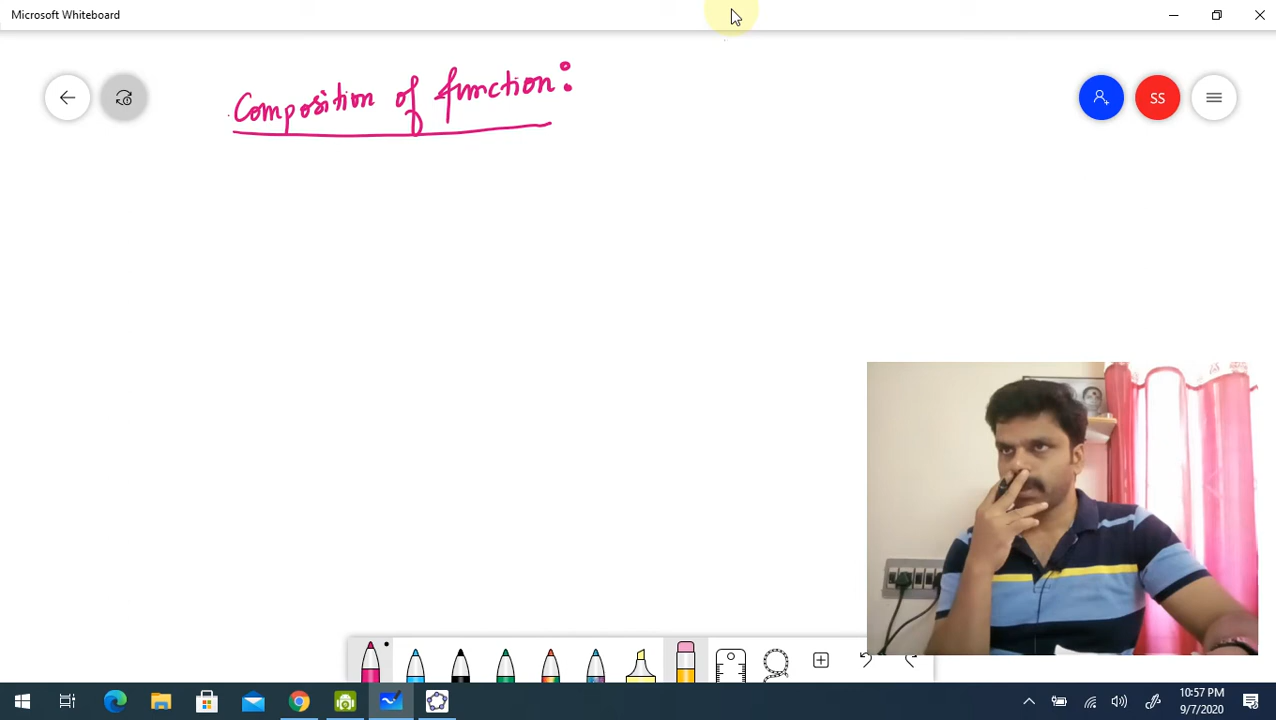 Microsoft Whiteboard
Composition of function:
SS
10:57 PM
9/7/2020